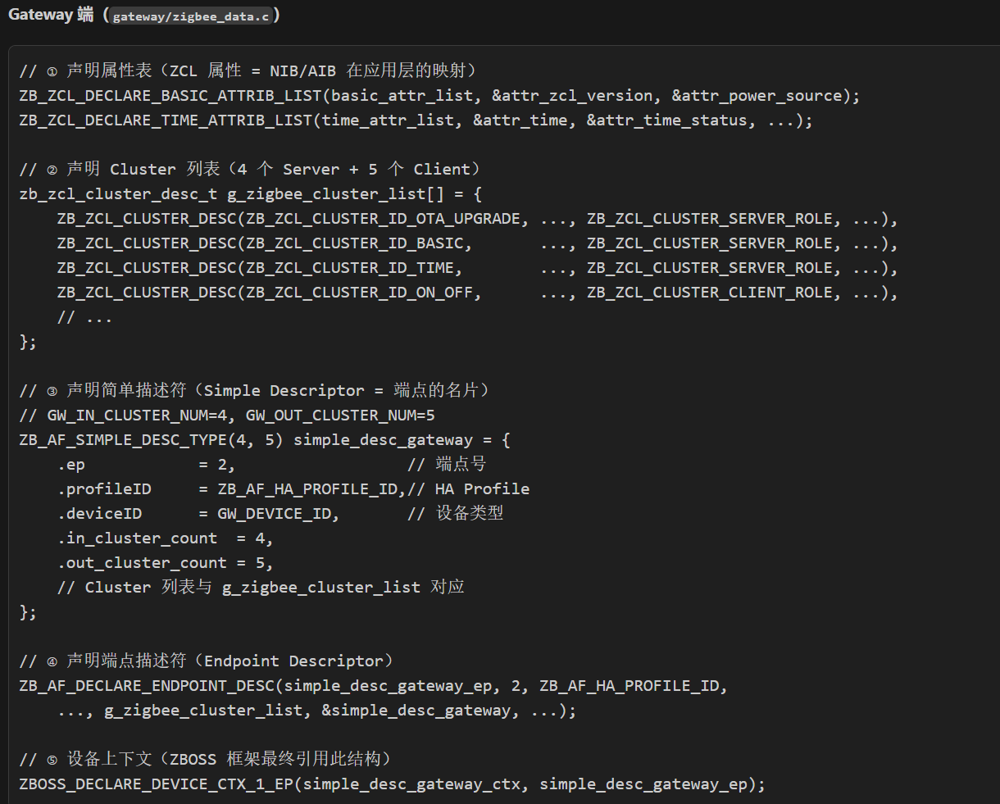 Gateway 端（gateway/zigbee_data.c）
// ① 声明属性表（ZCL 属性 = NIB/AIB 在应用层的映射）
ZB_ZCL_DECLARE_BASIC_ATTRIB_LIST(basic_attr_list, &attr_zcl_version, &attr_power_source);
ZB_ZCL_DECLARE_TIME_ATTRIB_LIST(time_attr_list, &attr_time, &attr_time_status, ...);
// ② 声明 Cluster 列表（4 个 Server + 5 个 Client）
zb_zcl_cluster_desc_t g_zigbee_cluster_list[] = {
    ZB_ZCL_CLUSTER_DESC(ZB_ZCL_CLUSTER_ID_OTA_UPGRADE, ..., ZB_ZCL_CLUSTER_SERVER_ROLE, ...),
    ZB_ZCL_CLUSTER_DESC(ZB_ZCL_CLUSTER_ID_BASIC,       ..., ZB_ZCL_CLUSTER_SERVER_ROLE, ...),
    ZB_ZCL_CLUSTER_DESC(ZB_ZCL_CLUSTER_ID_TIME,        ..., ZB_ZCL_CLUSTER_SERVER_ROLE, ...),
    ZB_ZCL_CLUSTER_DESC(ZB_ZCL_CLUSTER_ID_ON_OFF,      ..., ZB_ZCL_CLUSTER_CLIENT_ROLE, ...),
    // ...
};
// ③ 声明简单描述符（Simple Descriptor = 端点的名片）
// GW_IN_CLUSTER_NUM=4, GW_OUT_CLUSTER_NUM=5
ZB_AF_SIMPLE_DESC_TYPE(4, 5) simple_desc_gateway = {
    .ep            = 2,                  // 端点号
    .profileID     = ZB_AF_HA_PROFILE_ID,// HA Profile
    .deviceID      = GW_DEVICE_ID,       // 设备类型
    .in_cluster_count  = 4,
    .out_cluster_count = 5,
    // Cluster 列表与 g_zigbee_cluster_list 对应
};
// ④ 声明端点描述符（Endpoint Descriptor）
ZB_AF_DECLARE_ENDPOINT_DESC(simple_desc_gateway_ep, 2, ZB_AF_HA_PROFILE_ID,
    ..., g_zigbee_cluster_list, &simple_desc_gateway, ...);
// ⑤ 设备上下文（ZBOSS 框架最终引用此结构）
ZBOSS_DECLARE_DEVICE_CTX_1_EP(simple_desc_gateway_ctx, simple_desc_gateway_ep);